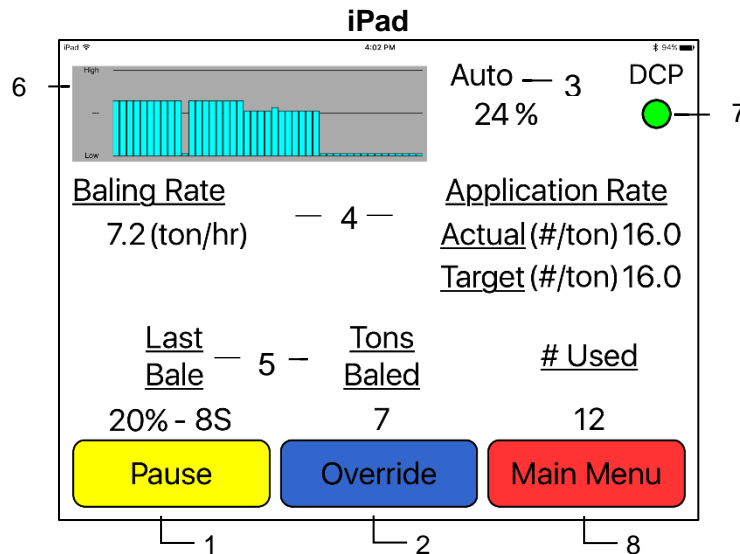 iPad
iPad 4:02 PM 94%
High
Auto 3 DCP
6
24 % 7
--
Low
Baling Rate Application Rate
4
7.2 (ton/hr) Actual (#/ton) 16.0
Target (#/ton) 16.0
Last Tons
5 # Used
Bale Baled
20% - 8S 7 12
Pause Override Main Menu
1 2 8